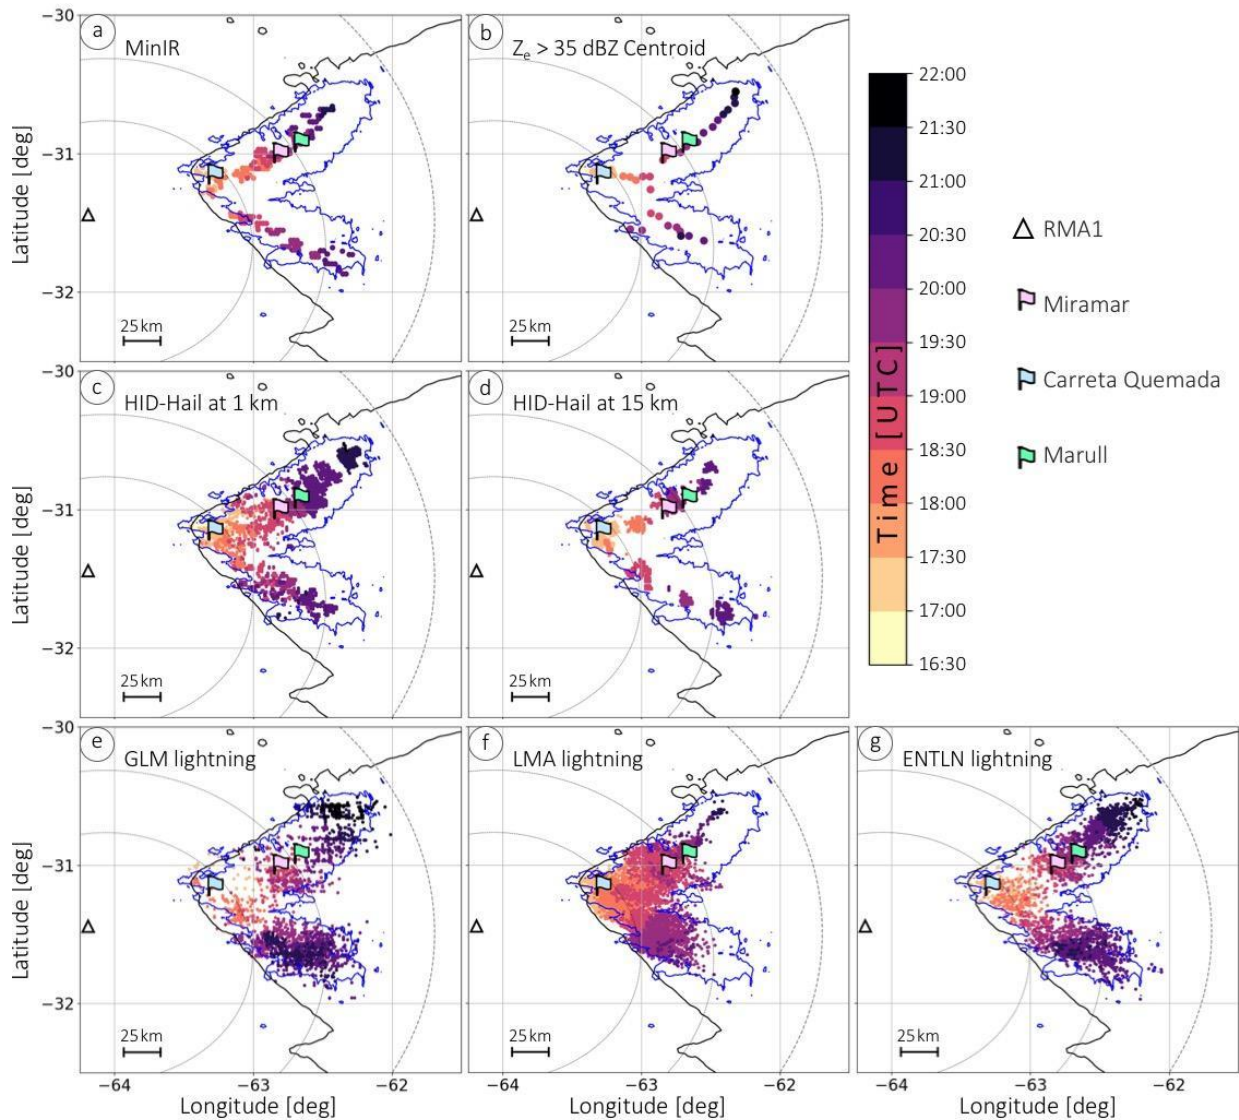 −30
a
MinIR
−31
−32
25 km
Latitude [deg]
b
Zₑ > 35 dBZ Centroid
25 km
22:00
21:30
21:00
20:30
20:00
19:30
19:00
18:30
18:00
17:30
17:00
16:30
Time [UTC]
RMA1
Miramar
Carreta Quemada
Marull
−30
c
HID-Hail at 1 km
−31
−32
25 km
Latitude [deg]
d
HID-Hail at 15 km
25 km
−30
e
GLM lightning
−31
−32
25 km
Latitude [deg]
−64
−63
−62
Longitude [deg]
f
LMA lightning
25 km
−64
−63
−62
Longitude [deg]
g
ENTLN lightning
25 km
−64
−63
−62
Longitude [deg]